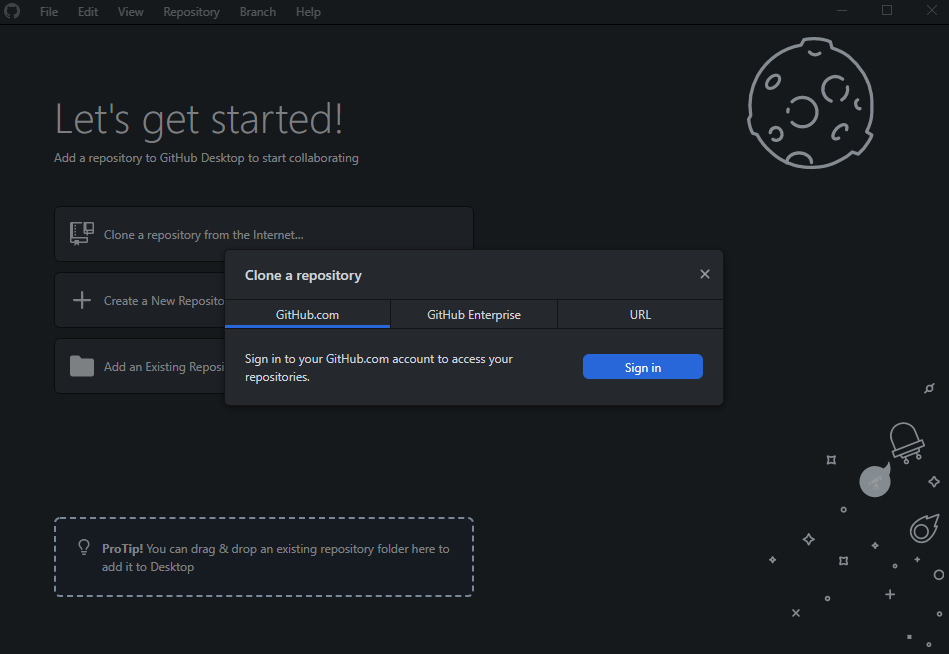 File Edit View Repository Branch Help
Let's get started!
Add a repository to GitHub Desktop to start collaborating
Clone a repository from the Internet...
Create a New Reposito
Add an Existing Reposi
Clone a repository
GitHub.com GitHub Enterprise URL
Sign in to your GitHub.com account to access your
repositories.
Sign in
ProTip! You can drag & drop an existing repository folder here to
add it to Desktop